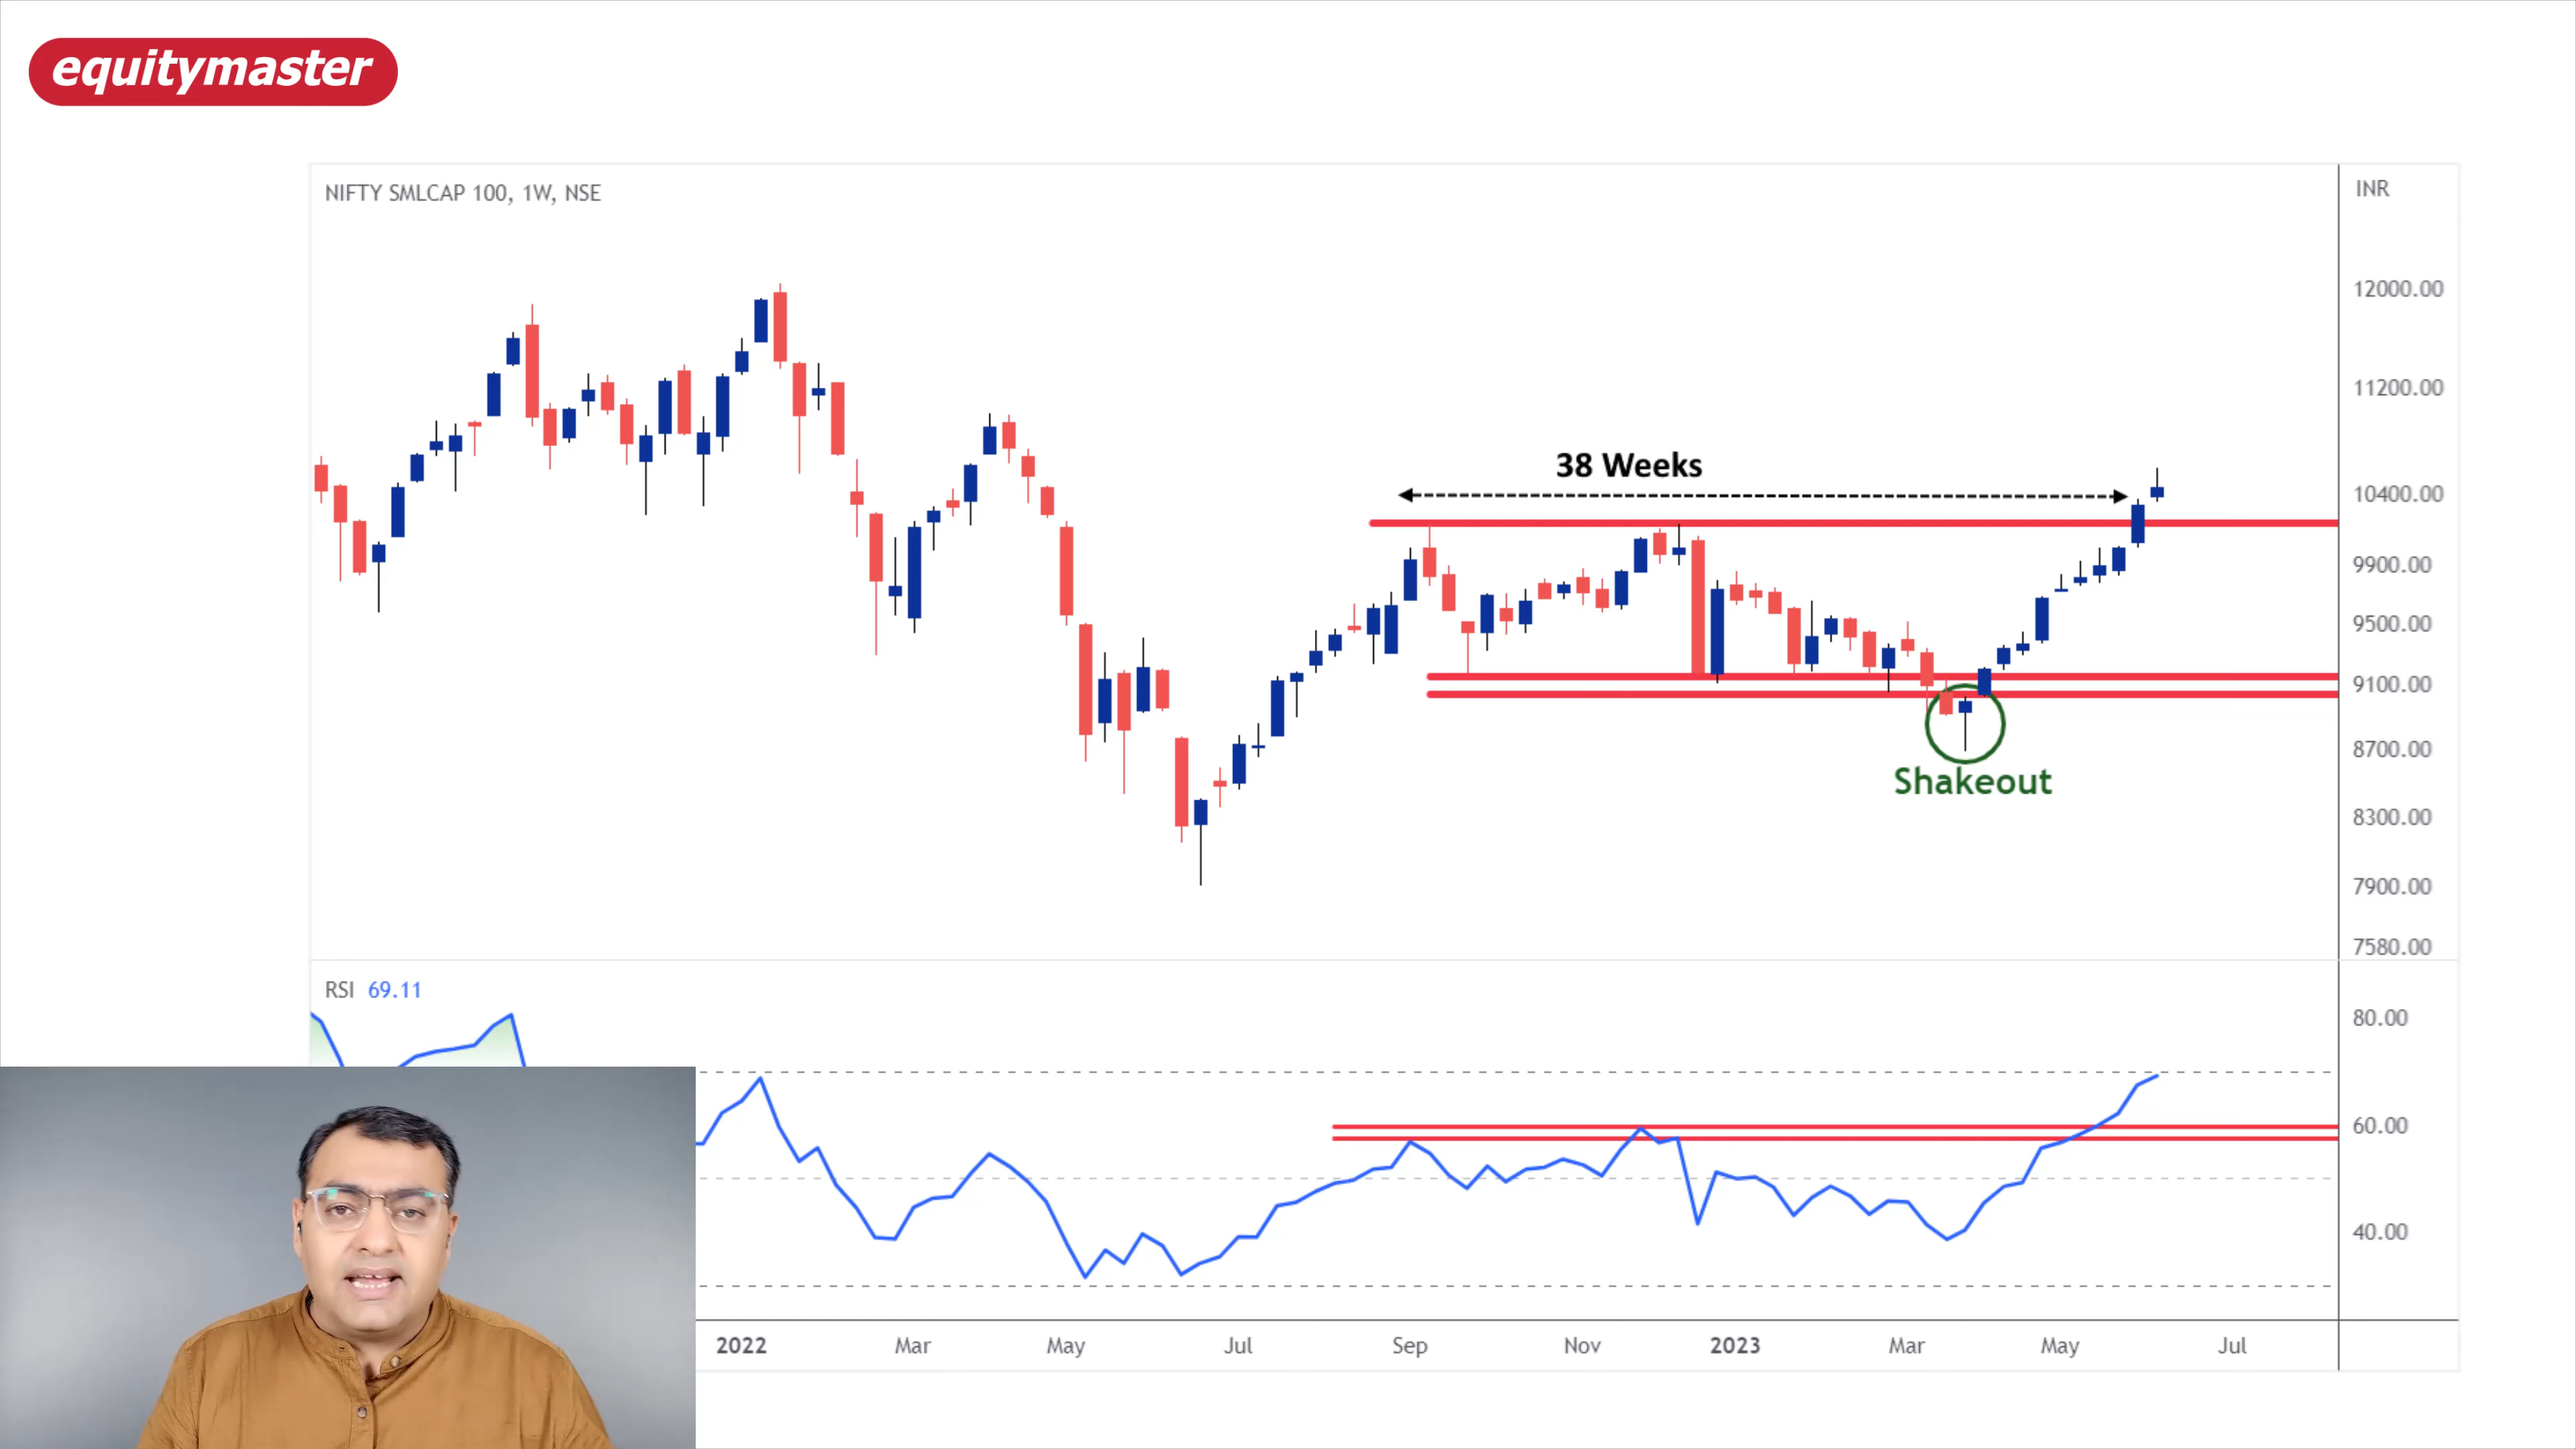 equitymaster
NIFTY SMLCAP 100, 1W, NSE
INR
12000.00
11200.00
38 Weeks
10400.00
9900.00
9500.00
9100.00
8700.00
Shakeout
8300.00
7900.00
7580.00
RSI 69.11
80.00
60.00
40.00
2022 Mar May Jul Sep Nov 2023 Mar May Jul